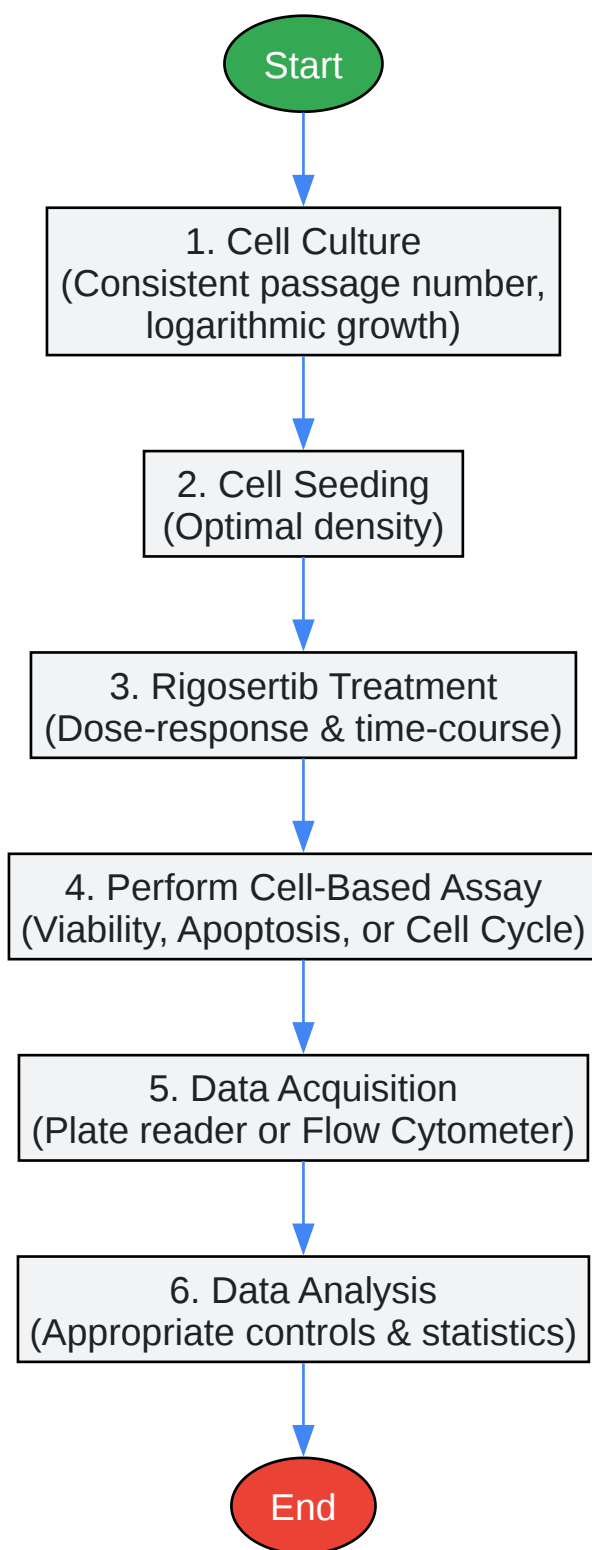 Start
1. Cell Culture
(Consistent passage number,
logarithmic growth)
2. Cell Seeding
(Optimal density)
3. Rigosertib Treatment
(Dose-response & time-course)
4. Perform Cell-Based Assay
(Viability, Apoptosis, or Cell Cycle)
5. Data Acquisition
(Plate reader or Flow Cytometer)
6. Data Analysis
(Appropriate controls & statistics)
End